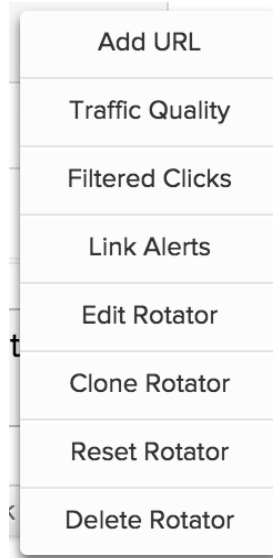 Add URL
Traffic Quality
Filtered Clicks
Link Alerts
Edit Rotator
t
Clone Rotator
Reset Rotator
k
Delete Rotator